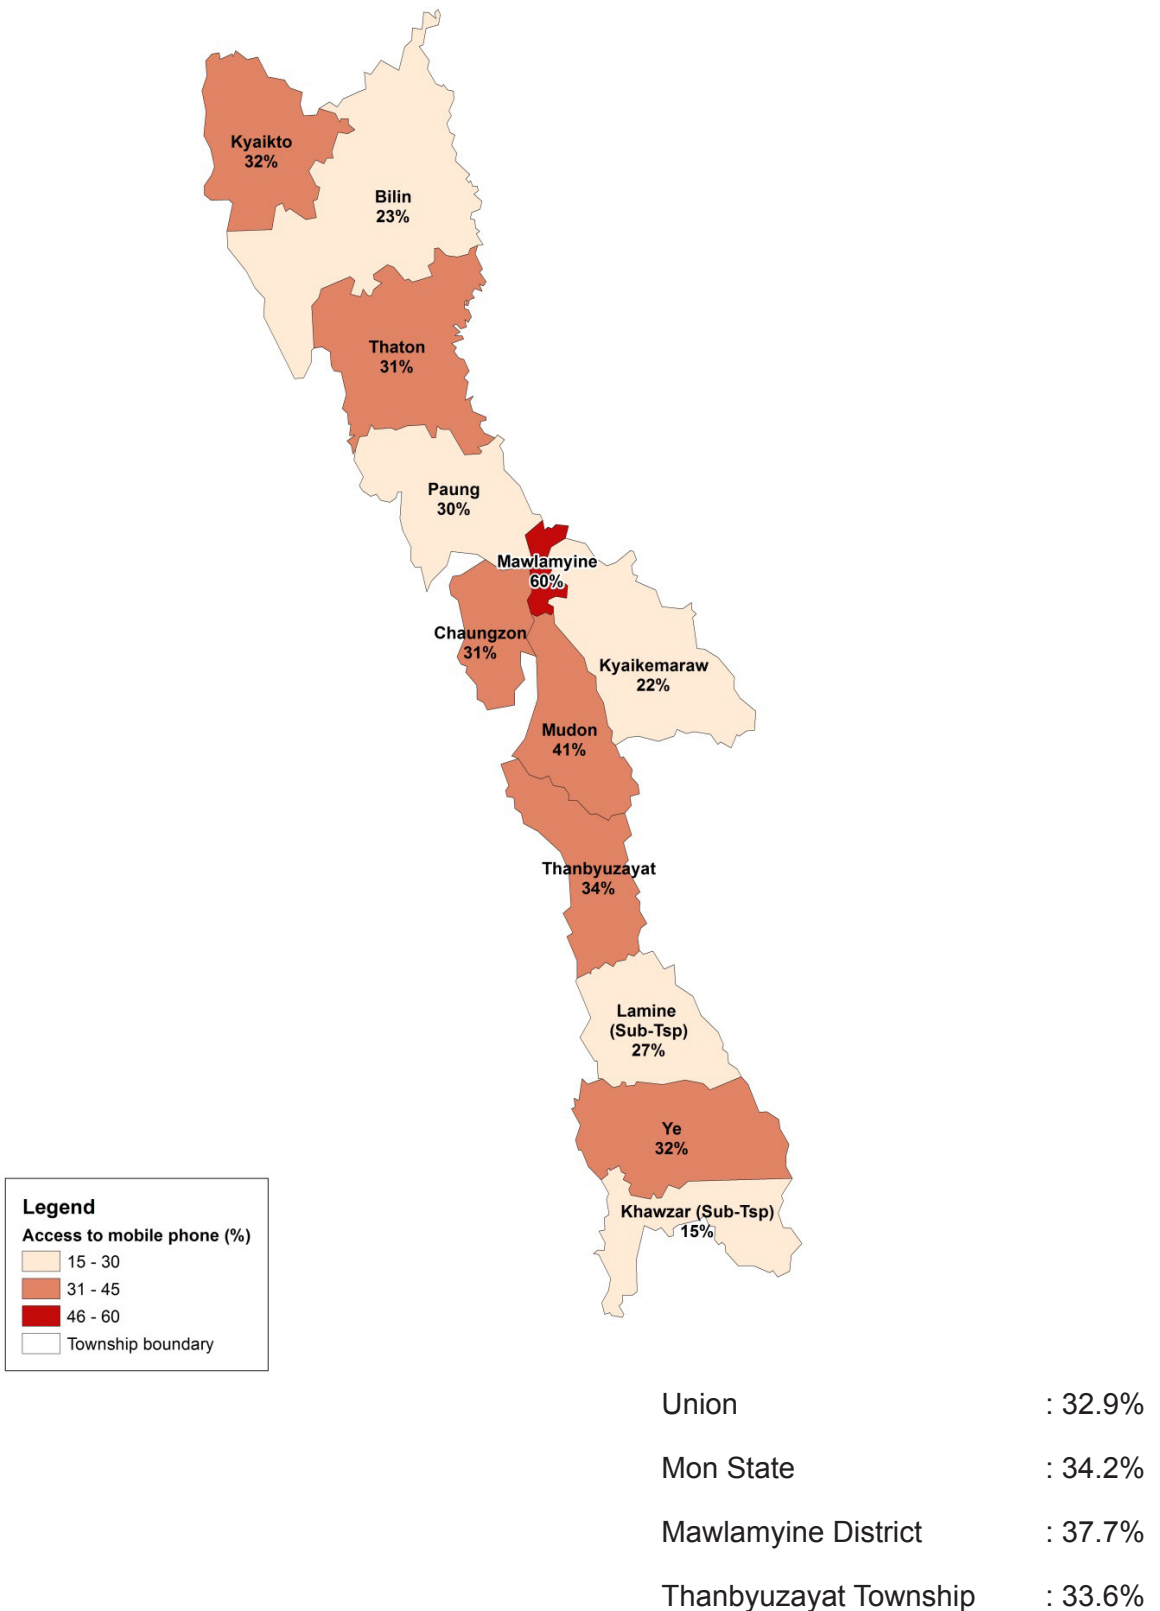 Kyaikto
32%
Bilin
23%
Thaton
31%
Paung
30%
Mawlamyine
60%
Chaungzon
31%
Kyaikemaraw
22%
Mudon
41%
Thanbyuzayat
34%
Lamine
(Sub-Tsp)
27%
Ye
32%
Khawzar (Sub-Tsp)
15%
Legend
Access to mobile phone (%)
15 - 30
31 - 45
46 - 60
Township boundary
Union : 32.9%
Mon State : 34.2%
Mawlamyine District : 37.7%
Thanbyuzayat Township : 33.6%